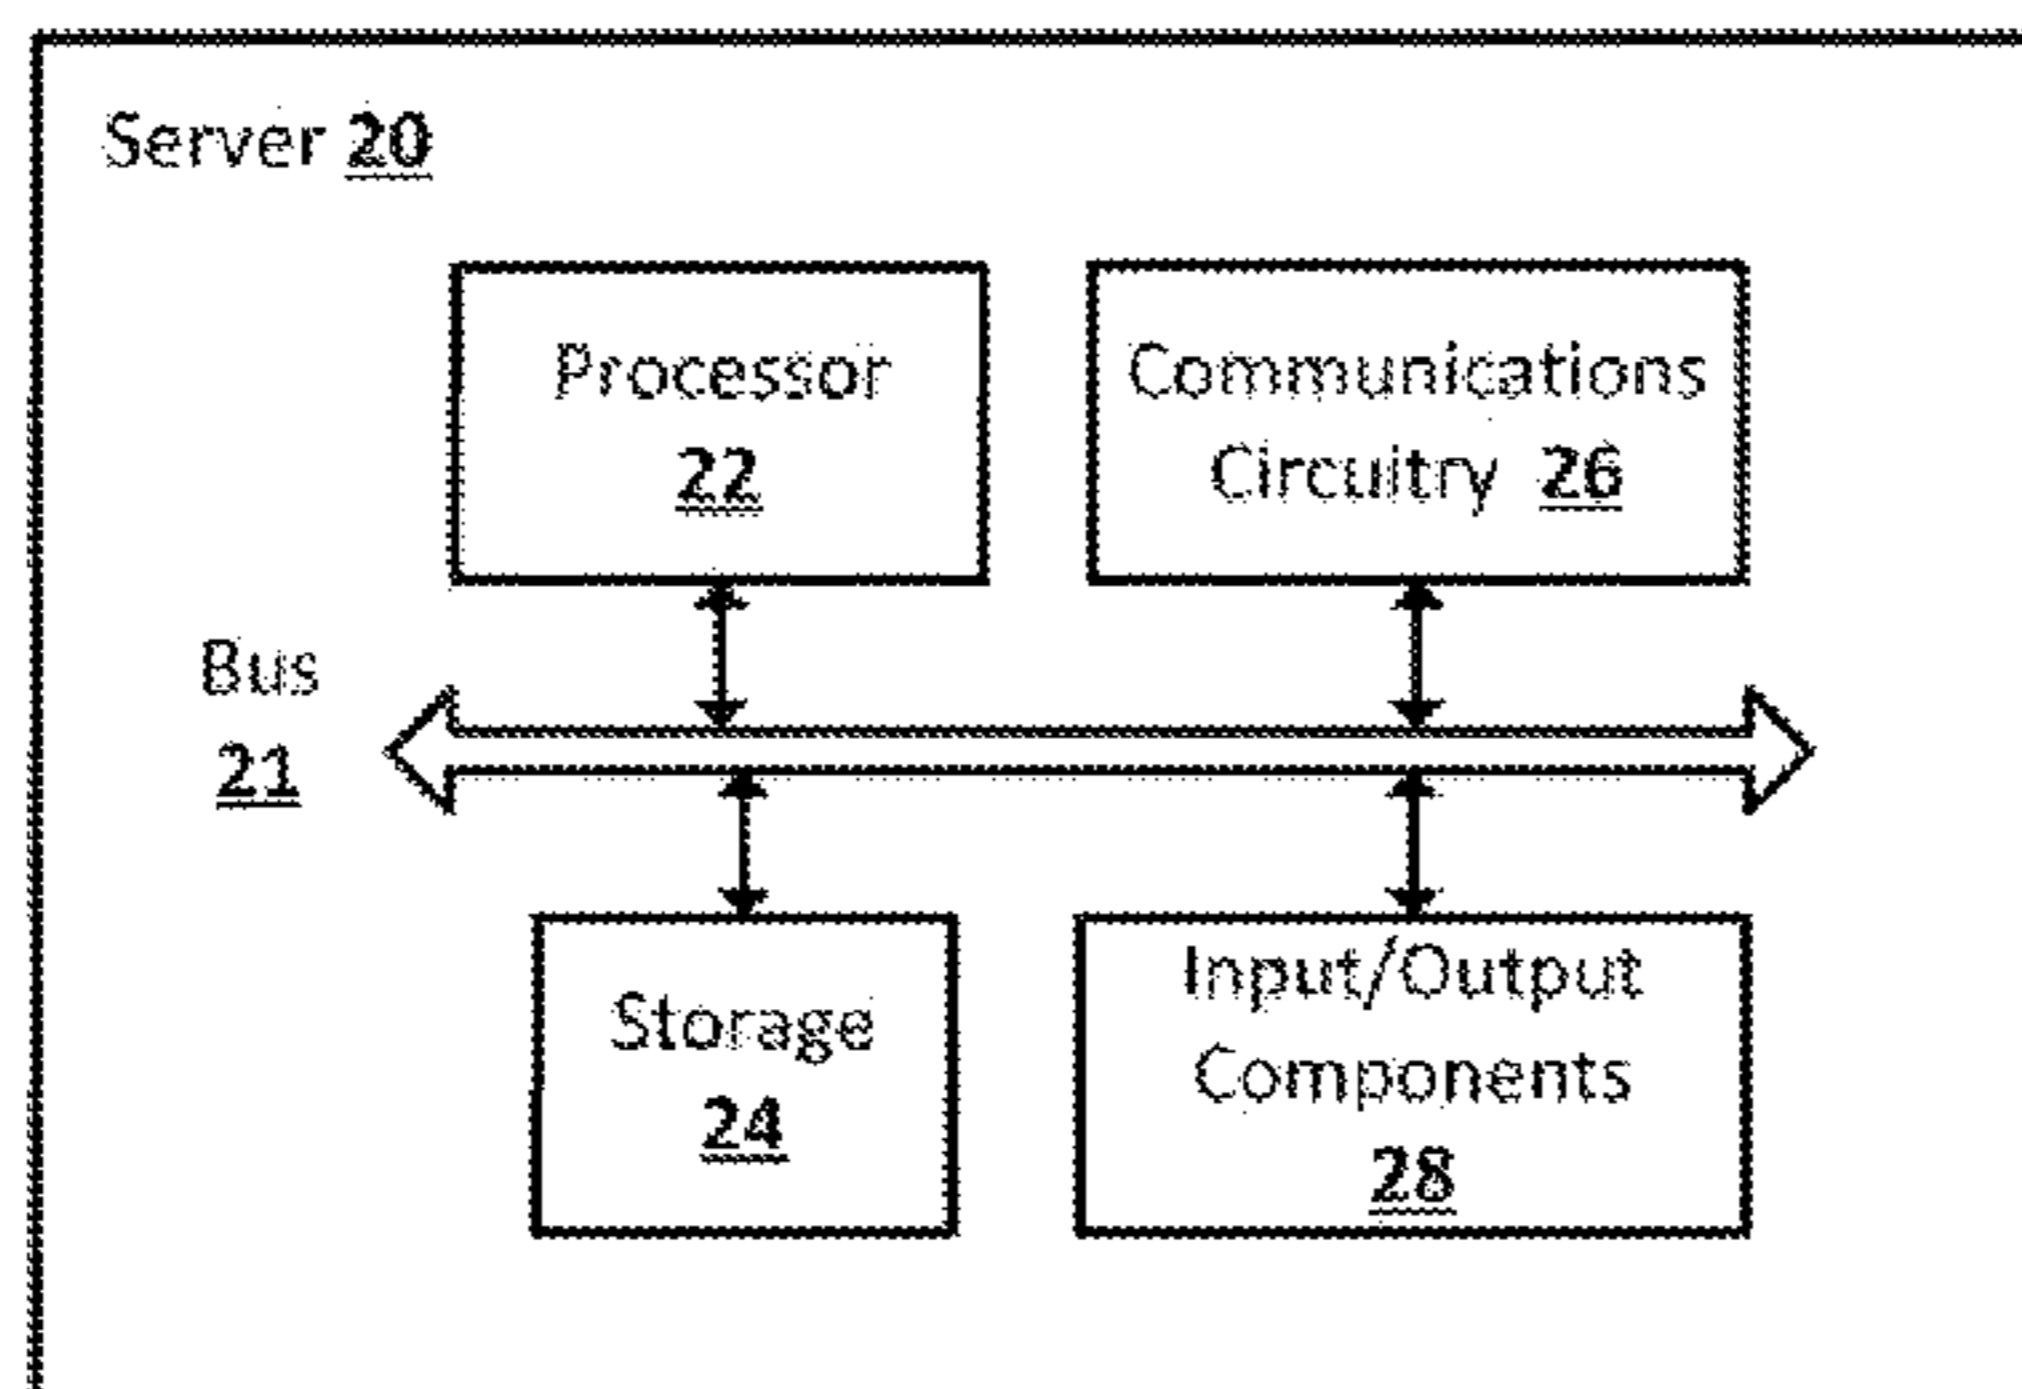 Server 20
Processor
22
Communications
Circuitry 26
Bus
21
Storage
24
Input/Output
Components
28